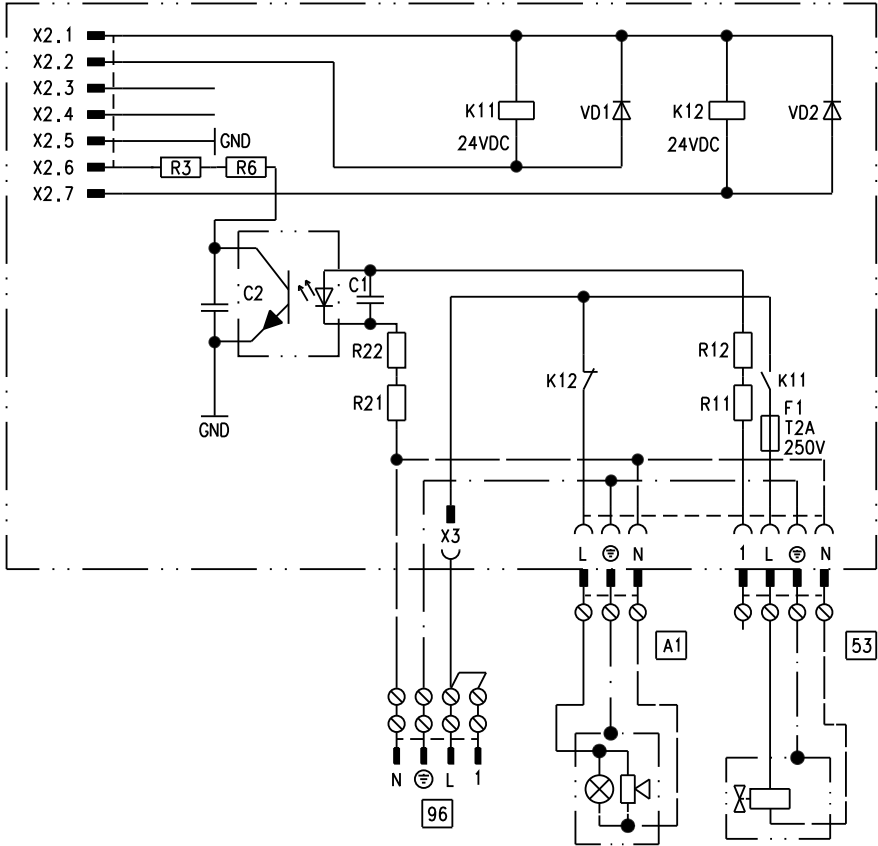 X2.1
X2.2
X2.3
X2.4
X2.5
X2.6
X2.7
GND
R3
R6
K11
24VDC
VD1
K12
24VDC
VD2
C2
C1
R22
R21
GND
K12
R12
R11
K11
F1
T2A
250V
X3
L
N
1
L
N
A1
53
N
L
1
96